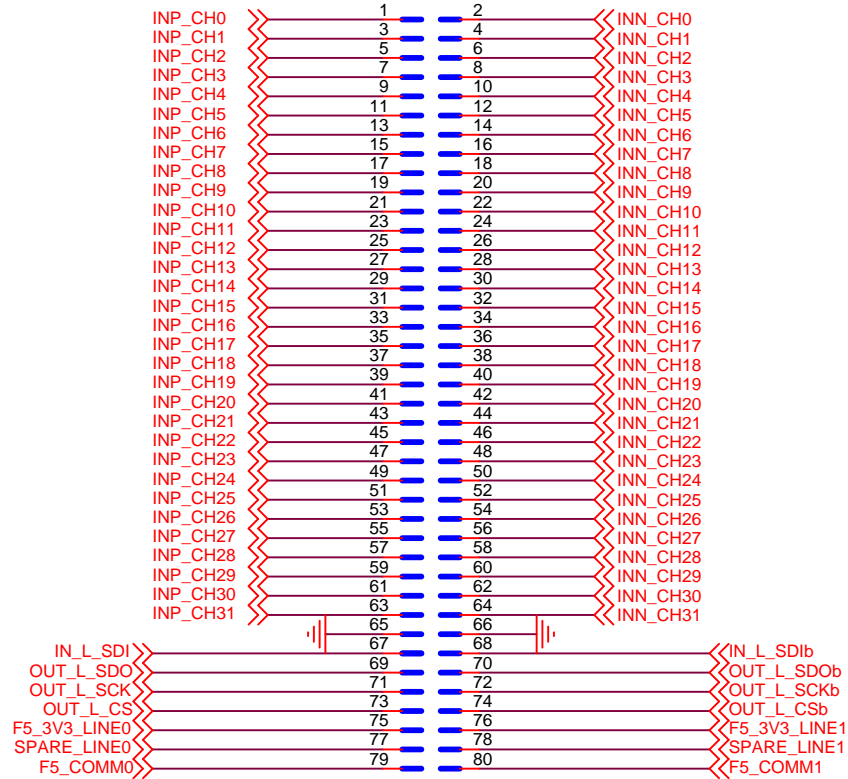 INP_CH0 1 2 INN_CH0
INP_CH1 3 4 INN_CH1
INP_CH2 5 6 INN_CH2
INP_CH3 7 8 INN_CH3
INP_CH4 9 10 INN_CH4
INP_CH5 11 12 INN_CH5
INP_CH6 13 14 INN_CH6
INP_CH7 15 16 INN_CH7
INP_CH8 17 18 INN_CH8
INP_CH9 19 20 INN_CH9
INP_CH10 21 22 INN_CH10
INP_CH11 23 24 INN_CH11
INP_CH12 25 26 INN_CH12
INP_CH13 27 28 INN_CH13
INP_CH14 29 30 INN_CH14
INP_CH15 31 32 INN_CH15
INP_CH16 33 34 INN_CH16
INP_CH17 35 36 INN_CH17
INP_CH18 37 38 INN_CH18
INP_CH19 39 40 INN_CH19
INP_CH20 41 42 INN_CH20
INP_CH21 43 44 INN_CH21
INP_CH22 45 46 INN_CH22
INP_CH23 47 48 INN_CH23
INP_CH24 49 50 INN_CH24
INP_CH25 51 52 INN_CH25
INP_CH26 53 54 INN_CH26
INP_CH27 55 56 INN_CH27
INP_CH28 57 58 INN_CH28
INP_CH29 59 60 INN_CH29
INP_CH30 61 62 INN_CH30
INP_CH31 63 64 INN_CH31
65 66
IN_L_SDI 67 68 IN_L_SDIb
OUT_L_SDO 69 70 OUT_L_SDOb
OUT_L_SCK 71 72 OUT_L_SCKb
OUT_L_CS 73 74 OUT_L_CSb
F5_3V3_LINE0 75 76 F5_3V3_LINE1
SPARE_LINE0 77 78 SPARE_LINE1
F5_COMM0 79 80 F5_COMM1